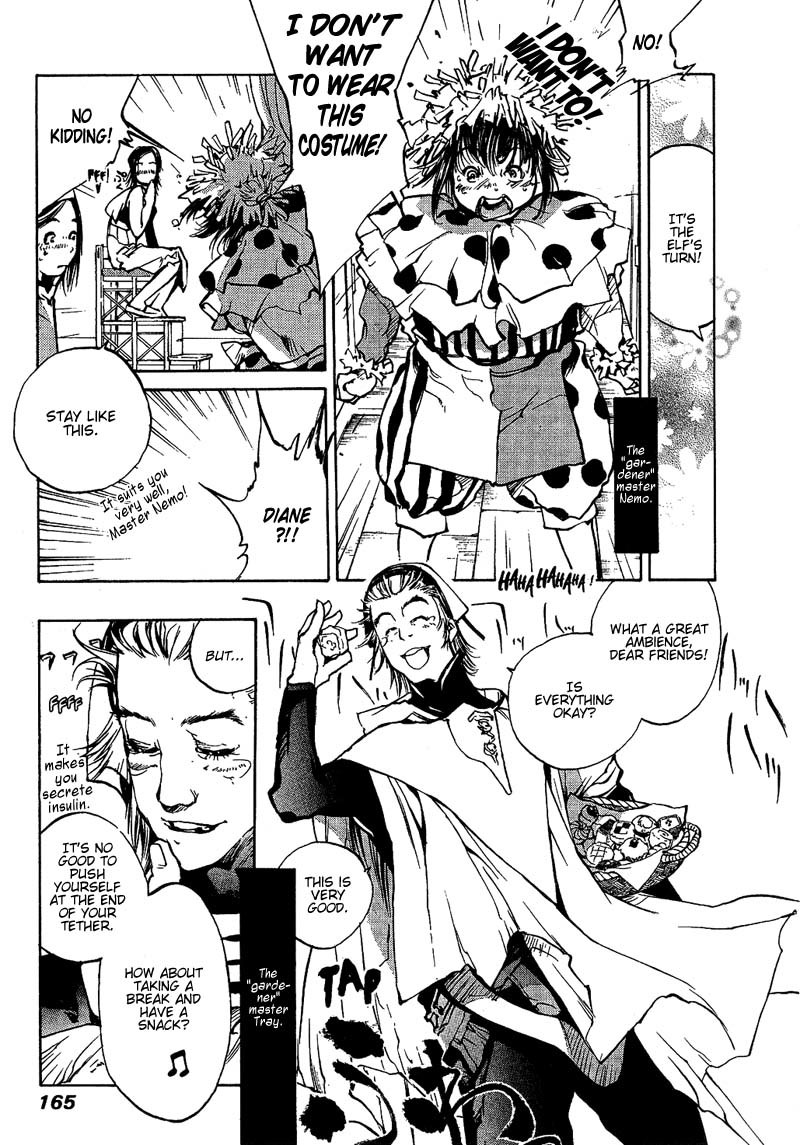 IT'S
THE
ELF'S
TURN!
NO!
I DON'T
WANT TO!
I DON'T
WANT
TO WEAR
THIS
COSTUME!
The
"gar-
dener"
master
Nemo.
NO
KIDDING!
FFF!
DIANE
?!!
STAY LIKE
THIS.
It suits you
very well,
Master Nemo!
HAHA HAHAHA!
WHAT A GREAT
AMBIENCE,
DEAR FRIENDS!
IS
EVERYTHING
OKAY?
THIS IS
VERY
GOOD.
TAP
The
"garde-
ner"
master
Tray.
BUT...
FFFF
It
makes
you
secrete
insulin.
IT'S NO
GOOD TO
PUSH
YOURSELF
AT THE END
OF YOUR
TETHER.
HOW ABOUT
TAKING A
BREAK AND
HAVE A
SNACK?
165